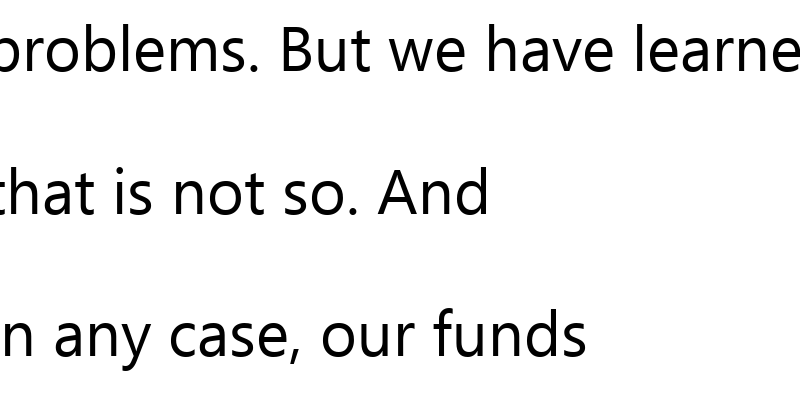 problems. But we have learne
that is not so. And
n any case, our funds